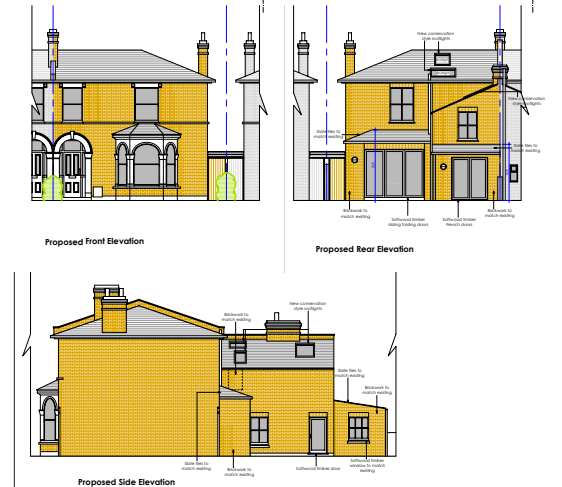 New conservation
style rooflights
New conservation
style rooflights
Slate tiles to
match existing
Slate tiles to
match existing
Brickwork to
match existing
Softwood timber
sliding folding doors
Softwood timber
French doors
Brickwork to
match existing
Proposed Front Elevation
Proposed Rear Elevation
New conservation
style rooflights
Brickwork to
match existing
Slate tiles to
match existing
Brickwork to
match existing
Slate tiles to
match existing
Brickwork to
match existing
Softwood timber door
Softwood timber
window to match
existing
Proposed Side Elevation